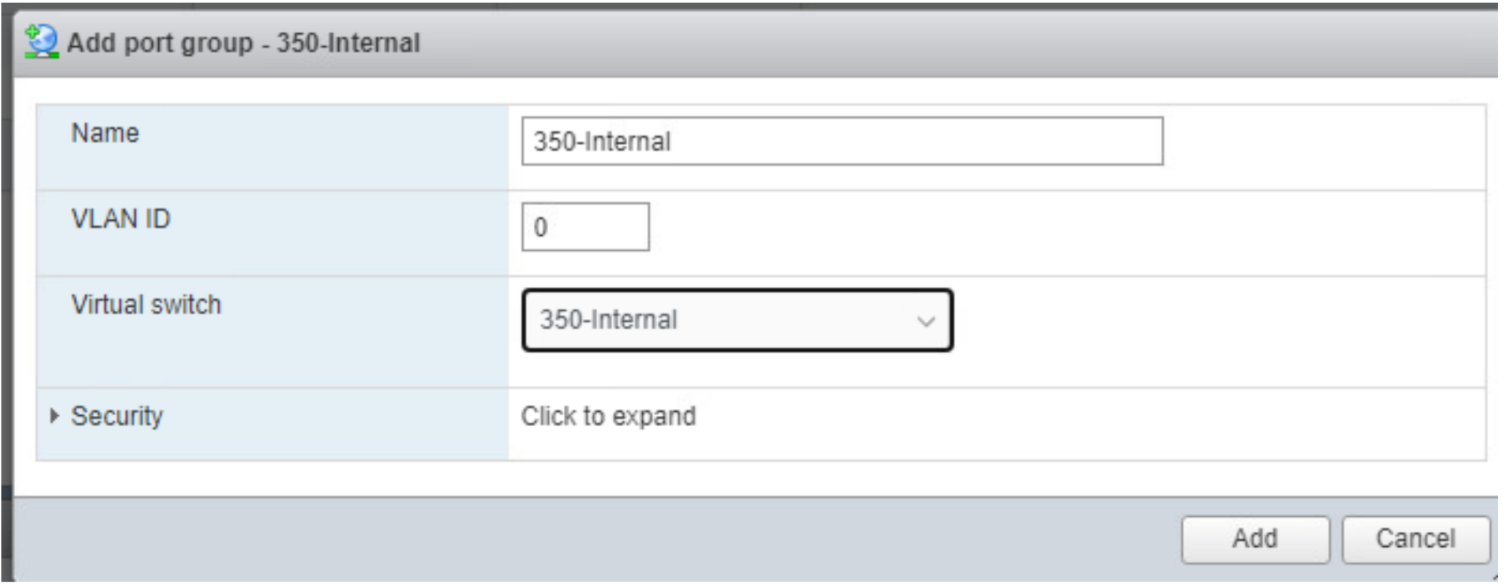 Add port group - 350-Internal
Name
350-Internal
VLAN ID
0
Virtual switch
350-Internal
Security
Click to expand
Add
Cancel